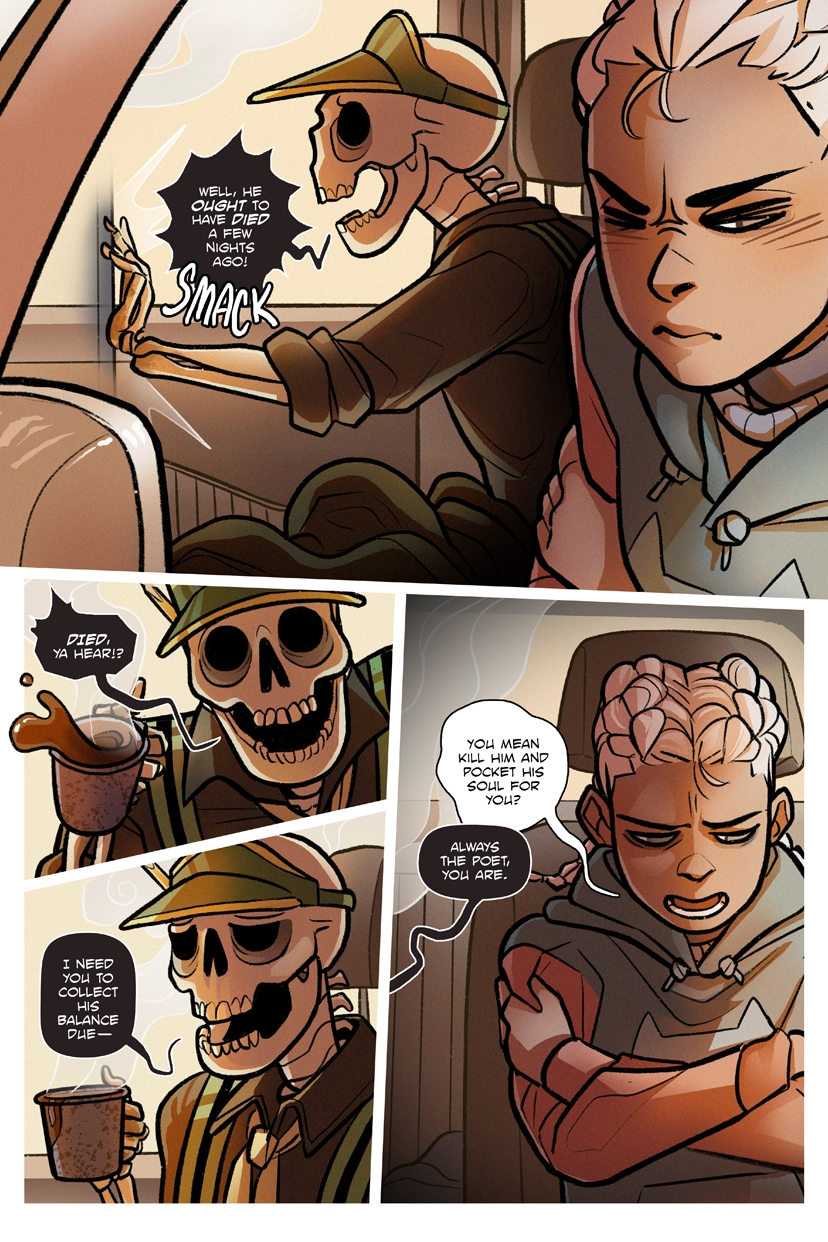 WELL, HE
OUGHT TO
HAVE DIED
A FEW
NIGHTS
AGO!
SMACK
DIED,
YA HEAR!?
I NEED
YOU TO
COLLECT
HIS
BALANCE
DUE—
YOU MEAN
KILL HIM AND
POCKET HIS
SOUL FOR
YOU?
ALWAYS
THE POET,
YOU ARE.